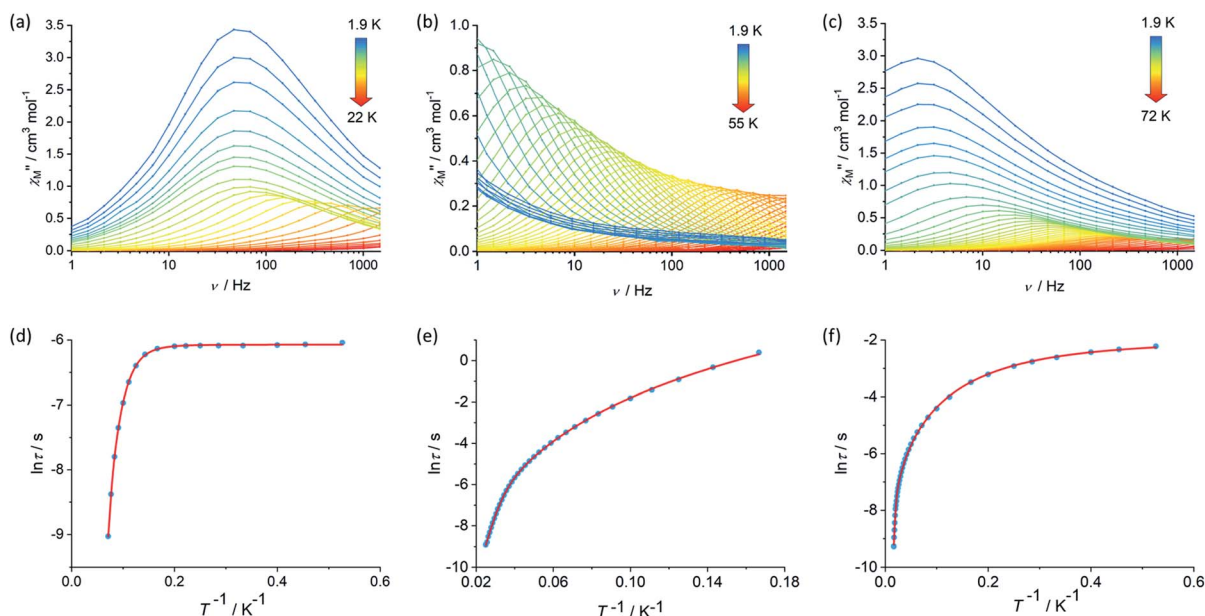 (a)
χM″ / cm³ mol⁻¹
3.5
3.0
2.5
2.0
1.5
1.0
0.5
0.0
1 10 100 1000
ν / Hz
1.9 K
22 K
(b)
χM″ / cm³ mol⁻¹
1.0
0.8
0.6
0.4
0.2
0.0
1 10 100 1000
ν / Hz
1.9 K
55 K
(c)
χM″ / cm³ mol⁻¹
3.5
3.0
2.5
2.0
1.5
1.0
0.5
0.0
1 10 100 1000
ν / Hz
1.9 K
72 K
(d)
ln τ / s
-6
-7
-8
-9
0.0 0.2 0.4 0.6
T⁻¹ / K⁻¹
(e)
ln τ / s
0
-2
-4
-6
-8
-10
0.02 0.06 0.10 0.14 0.18
T⁻¹ / K⁻¹
(f)
ln τ / s
-2
-4
-6
-8
-10
0.0 0.2 0.4 0.6
T⁻¹ / K⁻¹